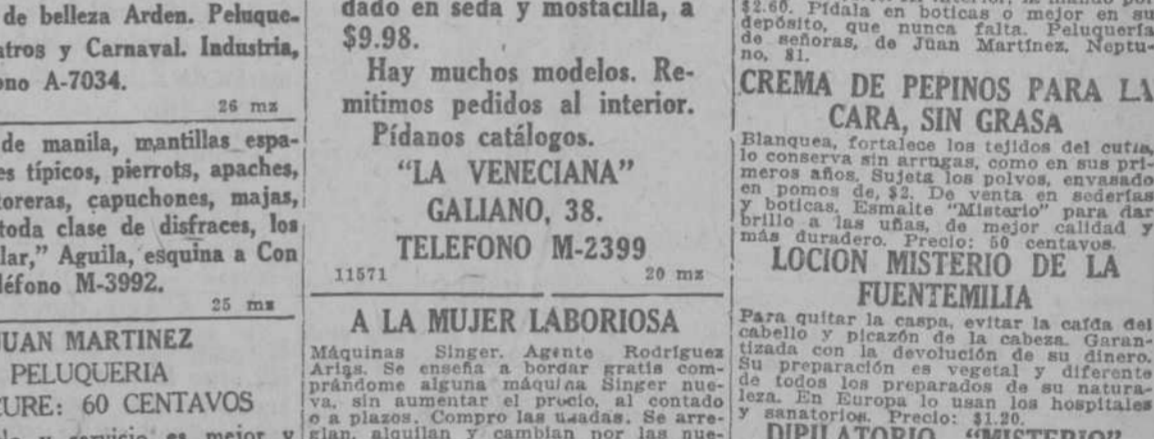 de belleza Arden. Peluque-
atros y Carnaval. Industria,
ono A-7034.
26 mz
de manila, mantillas espa-
es típicos, pierrots, apaches,
toreras, capuchones, majas,
toda clase de disfraces, los
lar," Aguila, esquina a Con
léfono M-3992.
25 mz
JUAN MARTINEZ
PELUQUERIA
CURE: 60 CENTAVOS
y servicio es mejor y
dado en seda y mostacilla, a
$9.98.
Hay muchos modelos. Re-
mitimos pedidos al interior.
Pídanos catálogos.
"LA VENECIANA"
GALIANO, 38.
TELEFONO M-2399
11571 20 mz
A LA MUJER LABORIOSA
Máquinas Singer. Agente Rodríguez
Arias. Se enseña a bordar gratis com-
prándome alguna máquina Singer nue-
va, sin aumentar el precio, al contado
o a plazos. Compro las usadas. Se arre-
glan, alquilan y cambian por las nue-
$2.60. Pídala en boticas o mejor en su
depósito, que nunca falta. Peluquería
de señoras, de Juan Martínez, Neptu-
no, 81.
CREMA DE PEPINOS PARA LA
CARA, SIN GRASA
Blanquea, fortalece los tejidos del cutis,
lo conserva sin arrugas, como en sus pri-
meros años. Sujeta los polvos, envasado
en pomos de, $2. De venta en sederías
y boticas. Esmalte "Misterio" para dar
brillo a las uñas, de mejor calidad y
más duradero. Precio: 50 centavos.
LOCION MISTERIO DE LA
FUENTEMILIA
Para quitar la caspa, evitar la caída del
cabello y picazón de la cabeza. Garan-
tizada con la devolución de su dinero.
Su preparación es vegetal y diferente
de todos los preparados de su natura-
leza. En Europa lo usan los hospitales
y sanatorios. Precio: $1.20.
DIPILATORIO "MISTERIO"